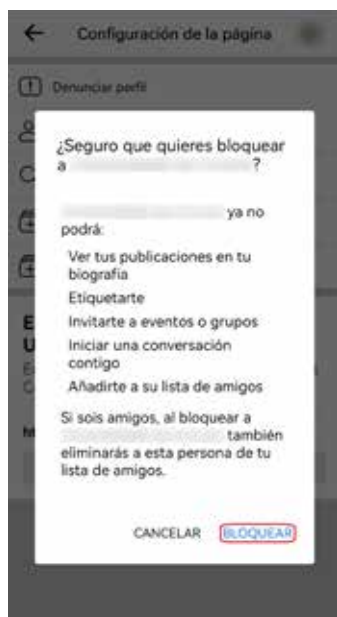 Configuración de la página
Denunciar perfil
¿Seguro que quieres bloquear
a ?
ya no
podrá:
Ver tus publicaciones en tu
biografía
Etiquetarte
Invitarte a eventos o grupos
Iniciar una conversación
contigo
Añadirte a su lista de amigos
Si sois amigos, al bloquear a
también
eliminarás a esta persona de tu
lista de amigos.
CANCELAR BLOQUEAR